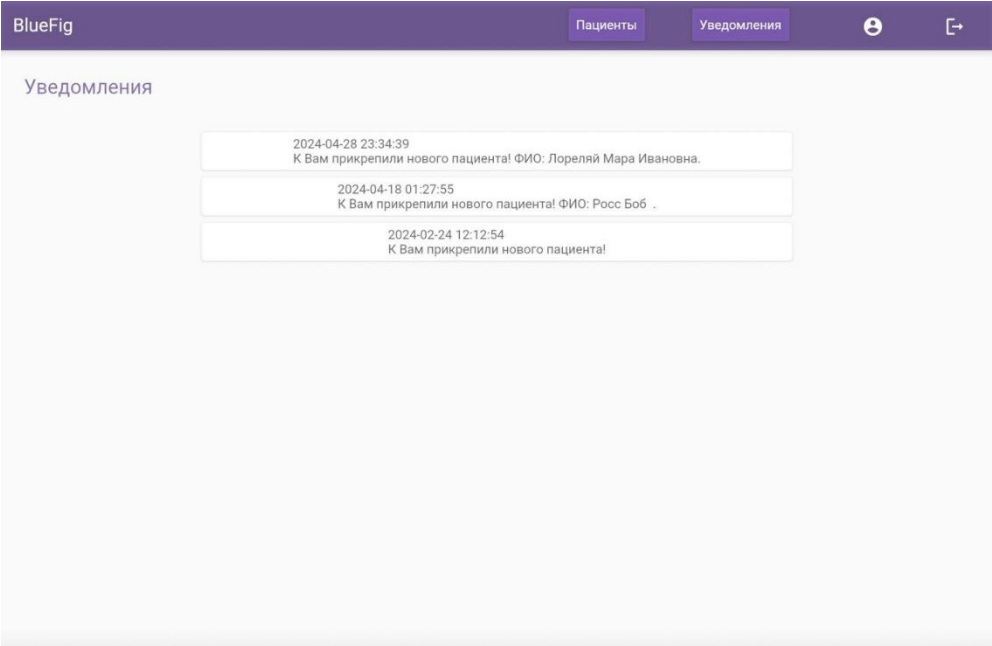 BlueFig
Пациенты
Уведомления
Уведомления
2024-04-28 23:34:39
К Вам прикрепили нового пациента! ФИО: Лореляй Мара Ивановна.
2024-04-18 01:27:55
К Вам прикрепили нового пациента! ФИО: Росс Боб .
2024-02-24 12:12:54
К Вам прикрепили нового пациента!